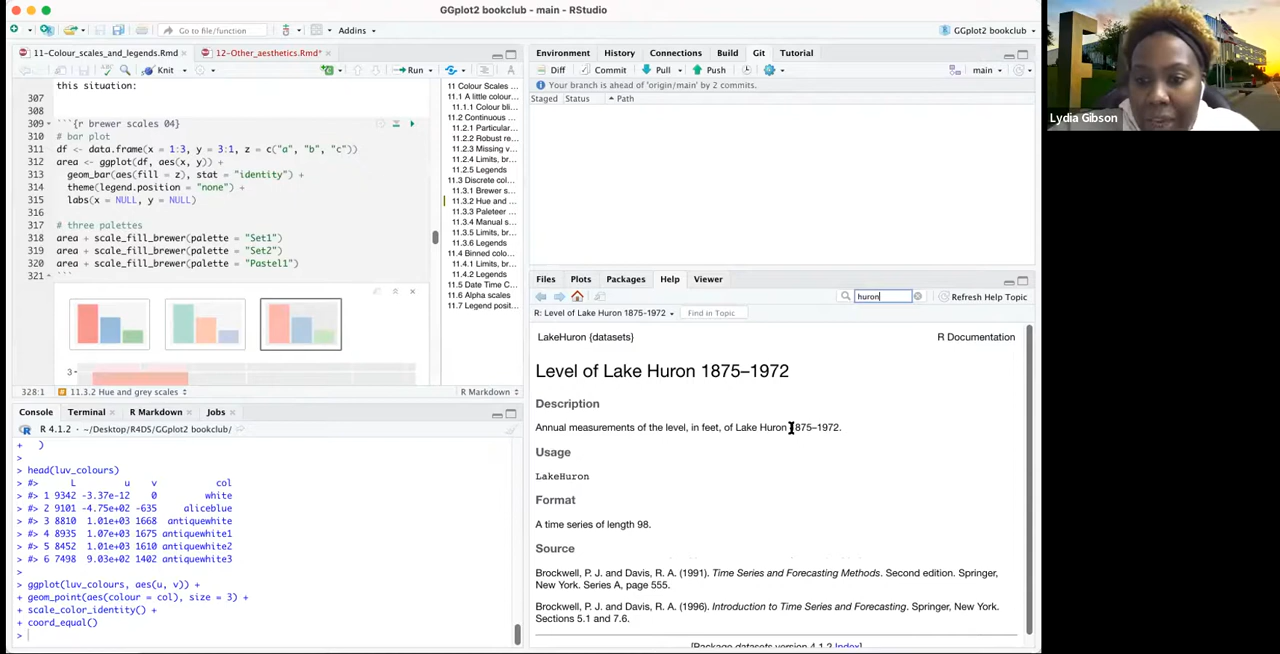 GGplot2 bookclub - main - RStudio
Go to file/function
Addins
GGplot2 bookclub
11-Colour_scales_and_legends.Rmd
12-Other_aesthetics.Rmd*
Knit
Run
this situation:
307
308
309 ```{r brewer scales 04}
310 # bar plot
311 df <- data.frame(x = 1:3, y = 3:1, z = c("a", "b", "c"))
312 area <- ggplot(df, aes(x, y)) +
313 geom_bar(aes(fill = z), stat = "identity") +
314 theme(legend.position = "none") +
315 labs(x = NULL, y = NULL)
316
317 # three palettes
318 area + scale_fill_brewer(palette = "Set1")
319 area + scale_fill_brewer(palette = "Set2")
320 area + scale_fill_brewer(palette = "Pastel1")
321 ```
3
328:1
11.3.2 Hue and grey scales
R Markdown
11 Colour Scales ...
11.1 A little colour...
11.1.1 Colour bli...
11.2 Continuous ...
11.2.1 Particular...
11.2.2 Robust re...
11.2.3 Missing v...
11.2.4 Limits, br...
11.2.5 Legends
11.3 Discrete col...
11.3.1 Brewer s...
11.3.2 Hue and ...
11.3.3 Paleteer ...
11.3.4 Manual s...
11.3.5 Limits, br...
11.3.6 Legends
11.4 Binned colo...
11.4.1 Limits, br...
11.4.2 Legends
11.5 Date Time C...
11.6 Alpha scales
11.7 Legend posit...
Console
Terminal
R Markdown
Jobs
R 4.1.2 · ~/Desktop/R4DS/GGplot2 bookclub/
+ )
>
> head(luv_colours)
> #> L u v col
> #> 1 9342 -3.37e-12 0 white
> #> 2 9101 -4.75e+02 -635 aliceblue
> #> 3 8810 1.01e+03 1668 antiquewhite
> #> 4 8935 1.07e+03 1675 antiquewhite1
> #> 5 8452 1.01e+03 1610 antiquewhite2
> #> 6 7498 9.03e+02 1402 antiquewhite3
>
> ggplot(luv_colours, aes(u, v)) +
+ geom_point(aes(colour = col), size = 3) +
+ scale_color_identity() +
+ coord_equal()
>
Environment
History
Connections
Build
Git
Tutorial
Diff
Commit
Pull
Push
main
Your branch is ahead of 'origin/main' by 2 commits.
Staged Status Path
Files
Plots
Packages
Help
Viewer
huron
Refresh Help Topic
R: Level of Lake Huron 1875-1972
Find in Topic
LakeHuron {datasets}
R Documentation
Level of Lake Huron 1875–1972
Description
Annual measurements of the level, in feet, of Lake Huron 1875–1972.
Usage
LakeHuron
Format
A time series of length 98.
Source
Brockwell, P. J. and Davis, R. A. (1991). Time Series and Forecasting Methods. Second edition. Springer,
New York. Series A, page 555.
Brockwell, P. J. and Davis, R. A. (1996). Introduction to Time Series and Forecasting. Springer, New York.
Sections 5.1 and 7.6.
[Package datasets version 4.1.2 Index]
Lydia Gibson